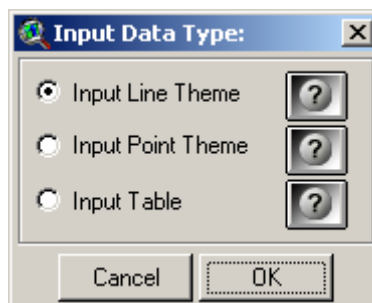 Input Data Type:
Input Line Theme ?
Input Point Theme ?
Input Table ?
Cancel OK